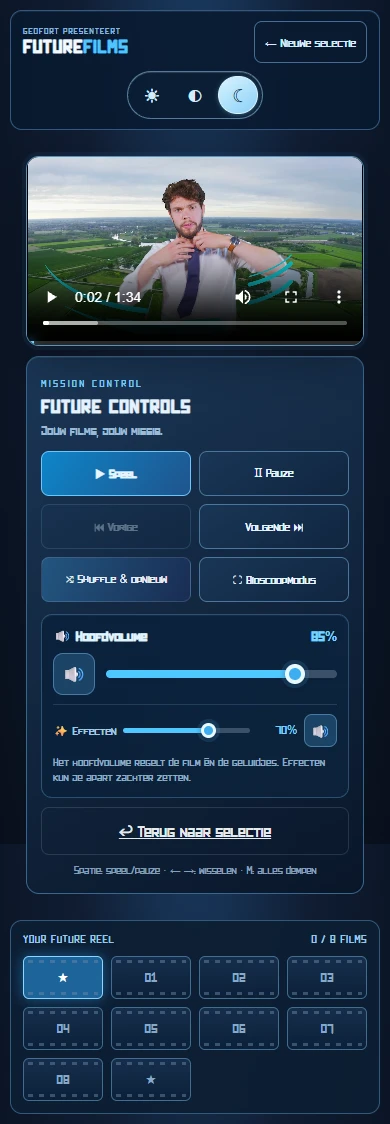 GEOFORT PRESENTEERT
FUTUREFILMS
← Nieuwe selectie
0:02 / 1:34
MISSION CONTROL
FUTURE CONTROLS
Jouw films, jouw missie.
▶ Speel
II Pauze
⏮ Vorige
Volgende ⏭
⤨ Shuffle & opnieuw
⛶ Bioscoopmodus
🔊 Hoofdvolume
85%
✨ Effecten
70%
Het hoofdvolume regelt de film én de geluidjes. Effecten
kun je apart zachter zetten.
↩ Terug naar selectie
Spatie: speel/pauze · ← →: wisselen · M: alles dempen
YOUR FUTURE REEL
0 / 8 FILMS
★
01
02
03
04
05
06
07
08
★